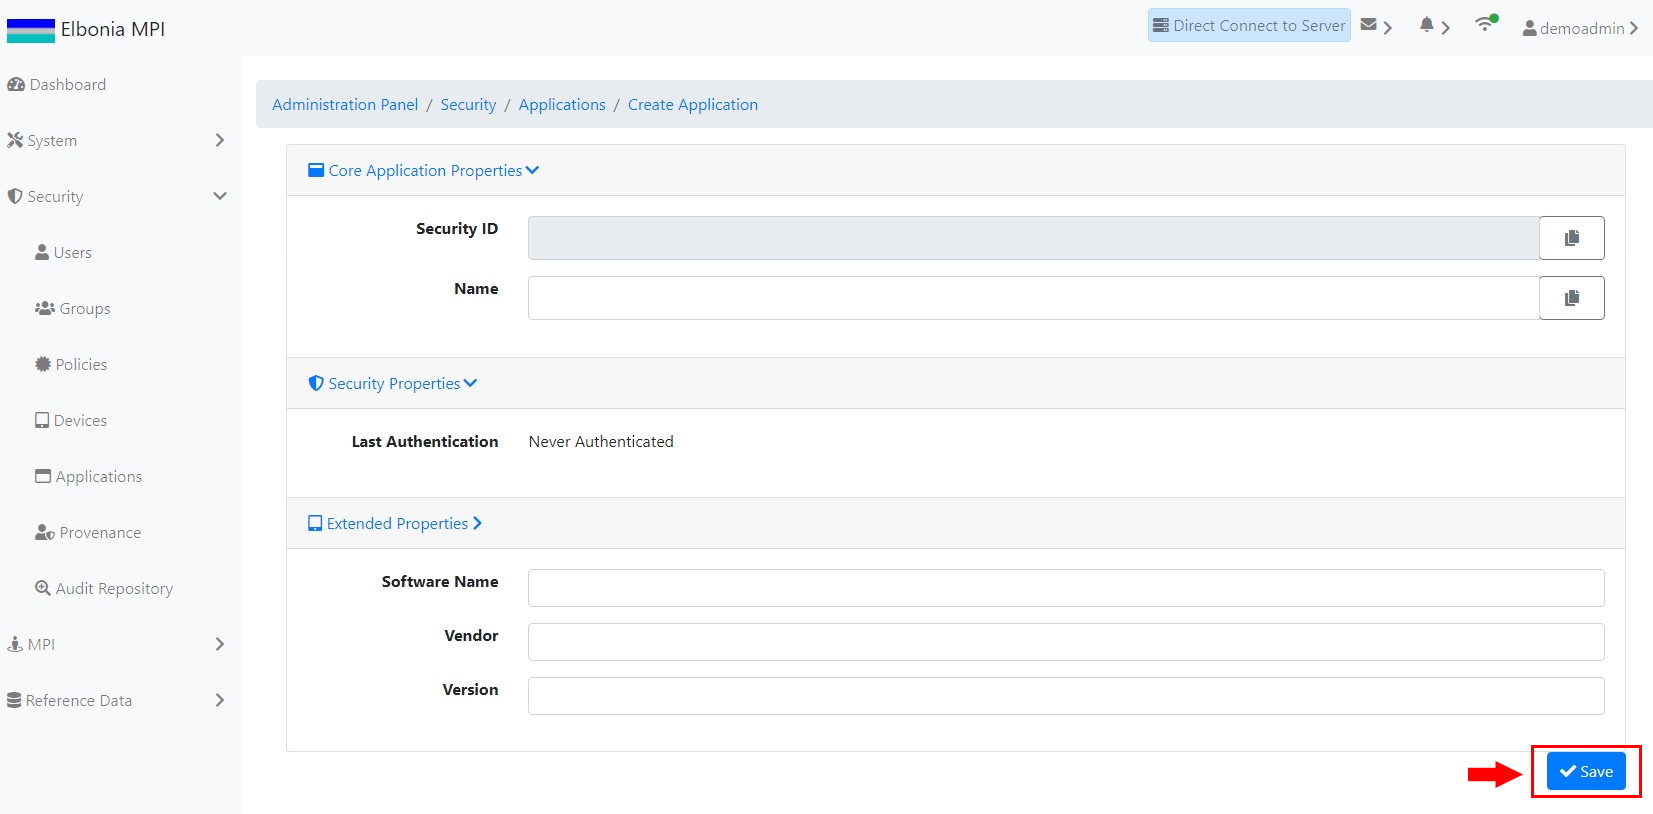 Elbonia MPI
Direct Connect to Server
demoadmin
Dashboard
System
Security
Users
Groups
Policies
Devices
Applications
Provenance
Audit Repository
MPI
Reference Data
Administration Panel / Security / Applications / Create Application
Core Application Properties
Security ID
Name
Security Properties
Last Authentication Never Authenticated
Extended Properties
Software Name
Vendor
Version
Save